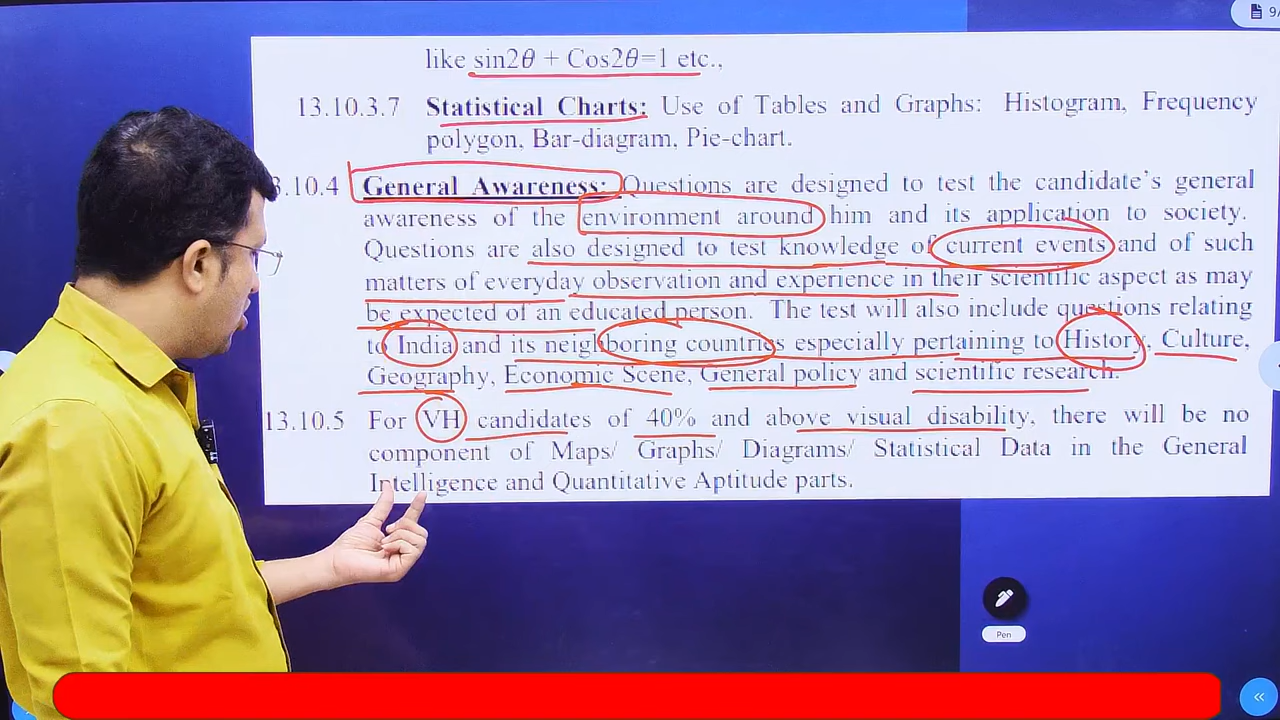 9/
like sin2θ + Cos2θ=1 etc.,
13.10.3.7 Statistical Charts: Use of Tables and Graphs: Histogram, Frequency
polygon, Bar-diagram, Pie-chart.
3.10.4 General Awareness: Questions are designed to test the candidate's general
awareness of the environment around him and its application to society.
Questions are also designed to test knowledge of current events and of such
matters of everyday observation and experience in their scientific aspect as may
be expected of an educated person. The test will also include questions relating
to India and its neighboring countries especially pertaining to History, Culture,
Geography, Economic Scene, General policy and scientific research.
13.10.5 For VH candidates of 40% and above visual disability, there will be no
component of Maps/ Graphs/ Diagrams/ Statistical Data in the General
Intelligence and Quantitative Aptitude parts.
Pen